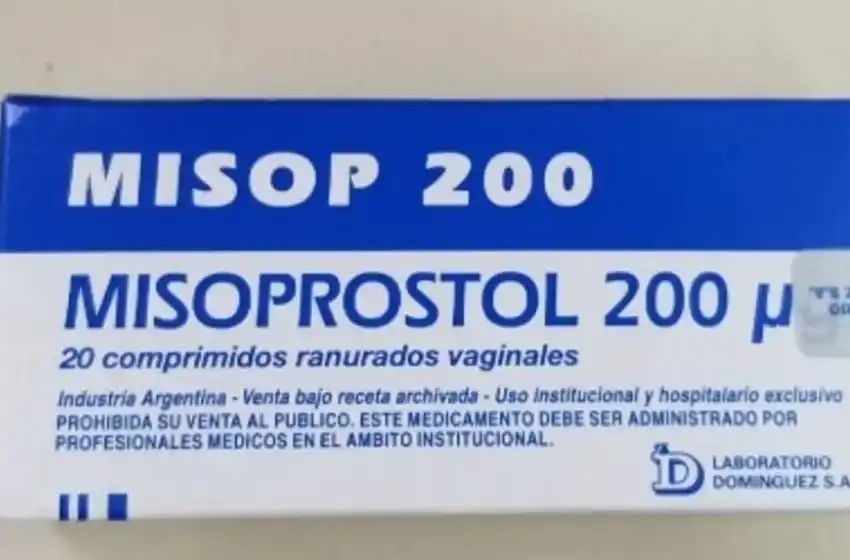 MISOP 200
MISOPROSTOL 200 µg
20 comprimidos ranurados vaginales
Industria Argentina - Venta bajo receta archivada - Uso institucional y hospitalario exclusivo
PROHIBIDA SU VENTA AL PUBLICO. ESTE MEDICAMENTO DEBE SER ADMINISTRADO POR
PROFESIONALES MEDICOS EN EL AMBITO INSTITUCIONAL.
LABORATORIO
DOMINGUEZ S.A